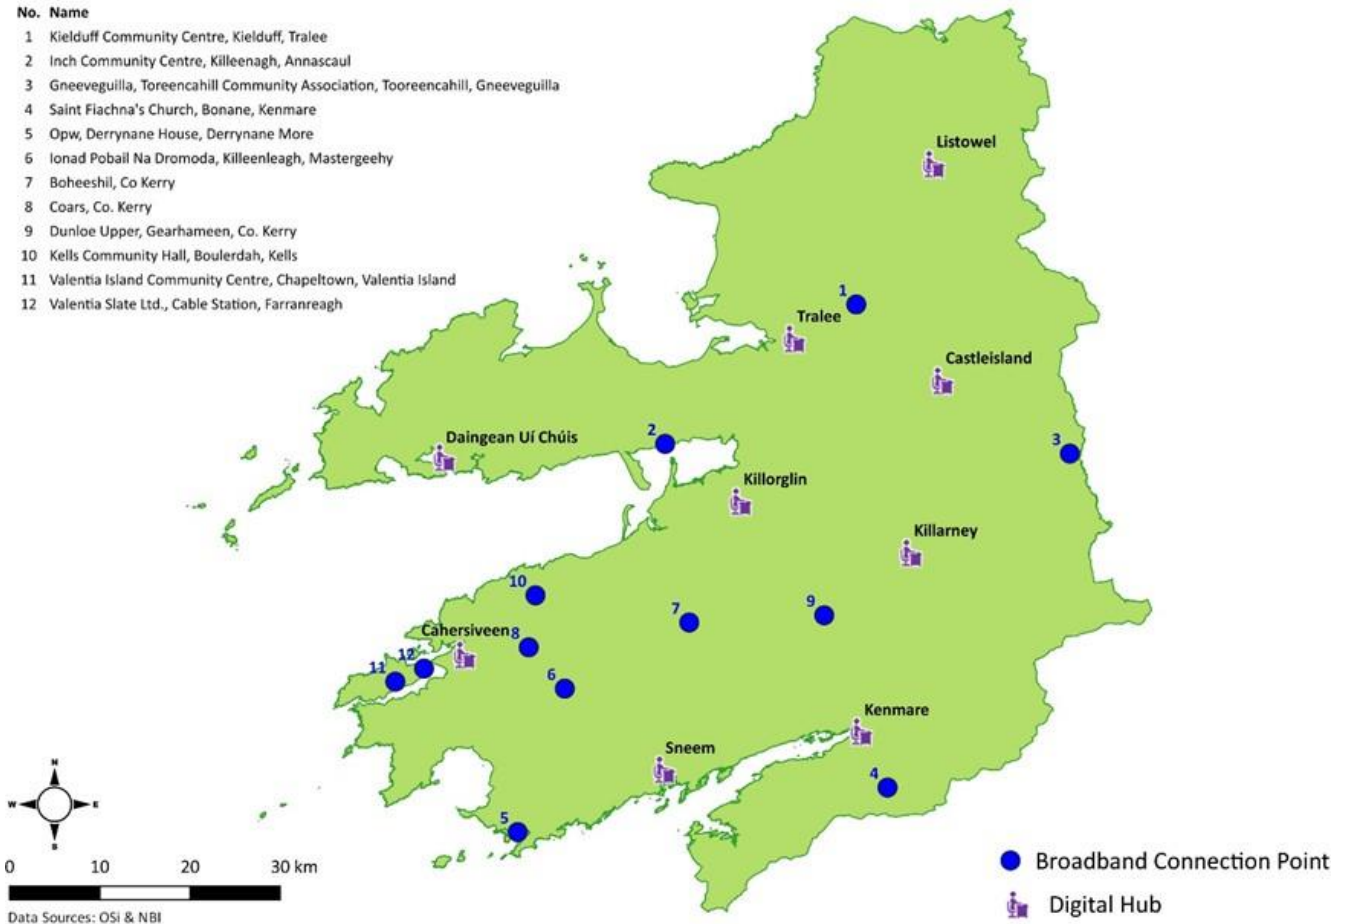 No. Name
1 Kielduff Community Centre, Kielduff, Tralee
2 Inch Community Centre, Killeenagh, Annascaul
3 Gneeveguilla, Toreencahill Community Association, Tooreencahill, Gneeveguilla
4 Saint Fiachna's Church, Bonane, Kenmare
5 Opw, Derrynane House, Derrynane More
6 Ionad Pobail Na Dromoda, Killeenleagh, Mastergeehy
7 Boheeshil, Co Kerry
8 Coars, Co. Kerry
9 Dunloe Upper, Gearhameen, Co. Kerry
10 Kells Community Hall, Boulerdah, Kells
11 Valentia Island Community Centre, Chapeltown, Valentia Island
12 Valentia Slate Ltd., Cable Station, Farranreagh
Listowel
1
Tralee
Castleisland
2
Daingean Uí Chúis
3
Killorglin
Killarney
10
7
9
Cahersiveen
8
12
11
6
Kenmare
Sneem
4
5
N
W E
S
0 10 20 30 km
Data Sources: OSi & NBI
Broadband Connection Point
Digital Hub